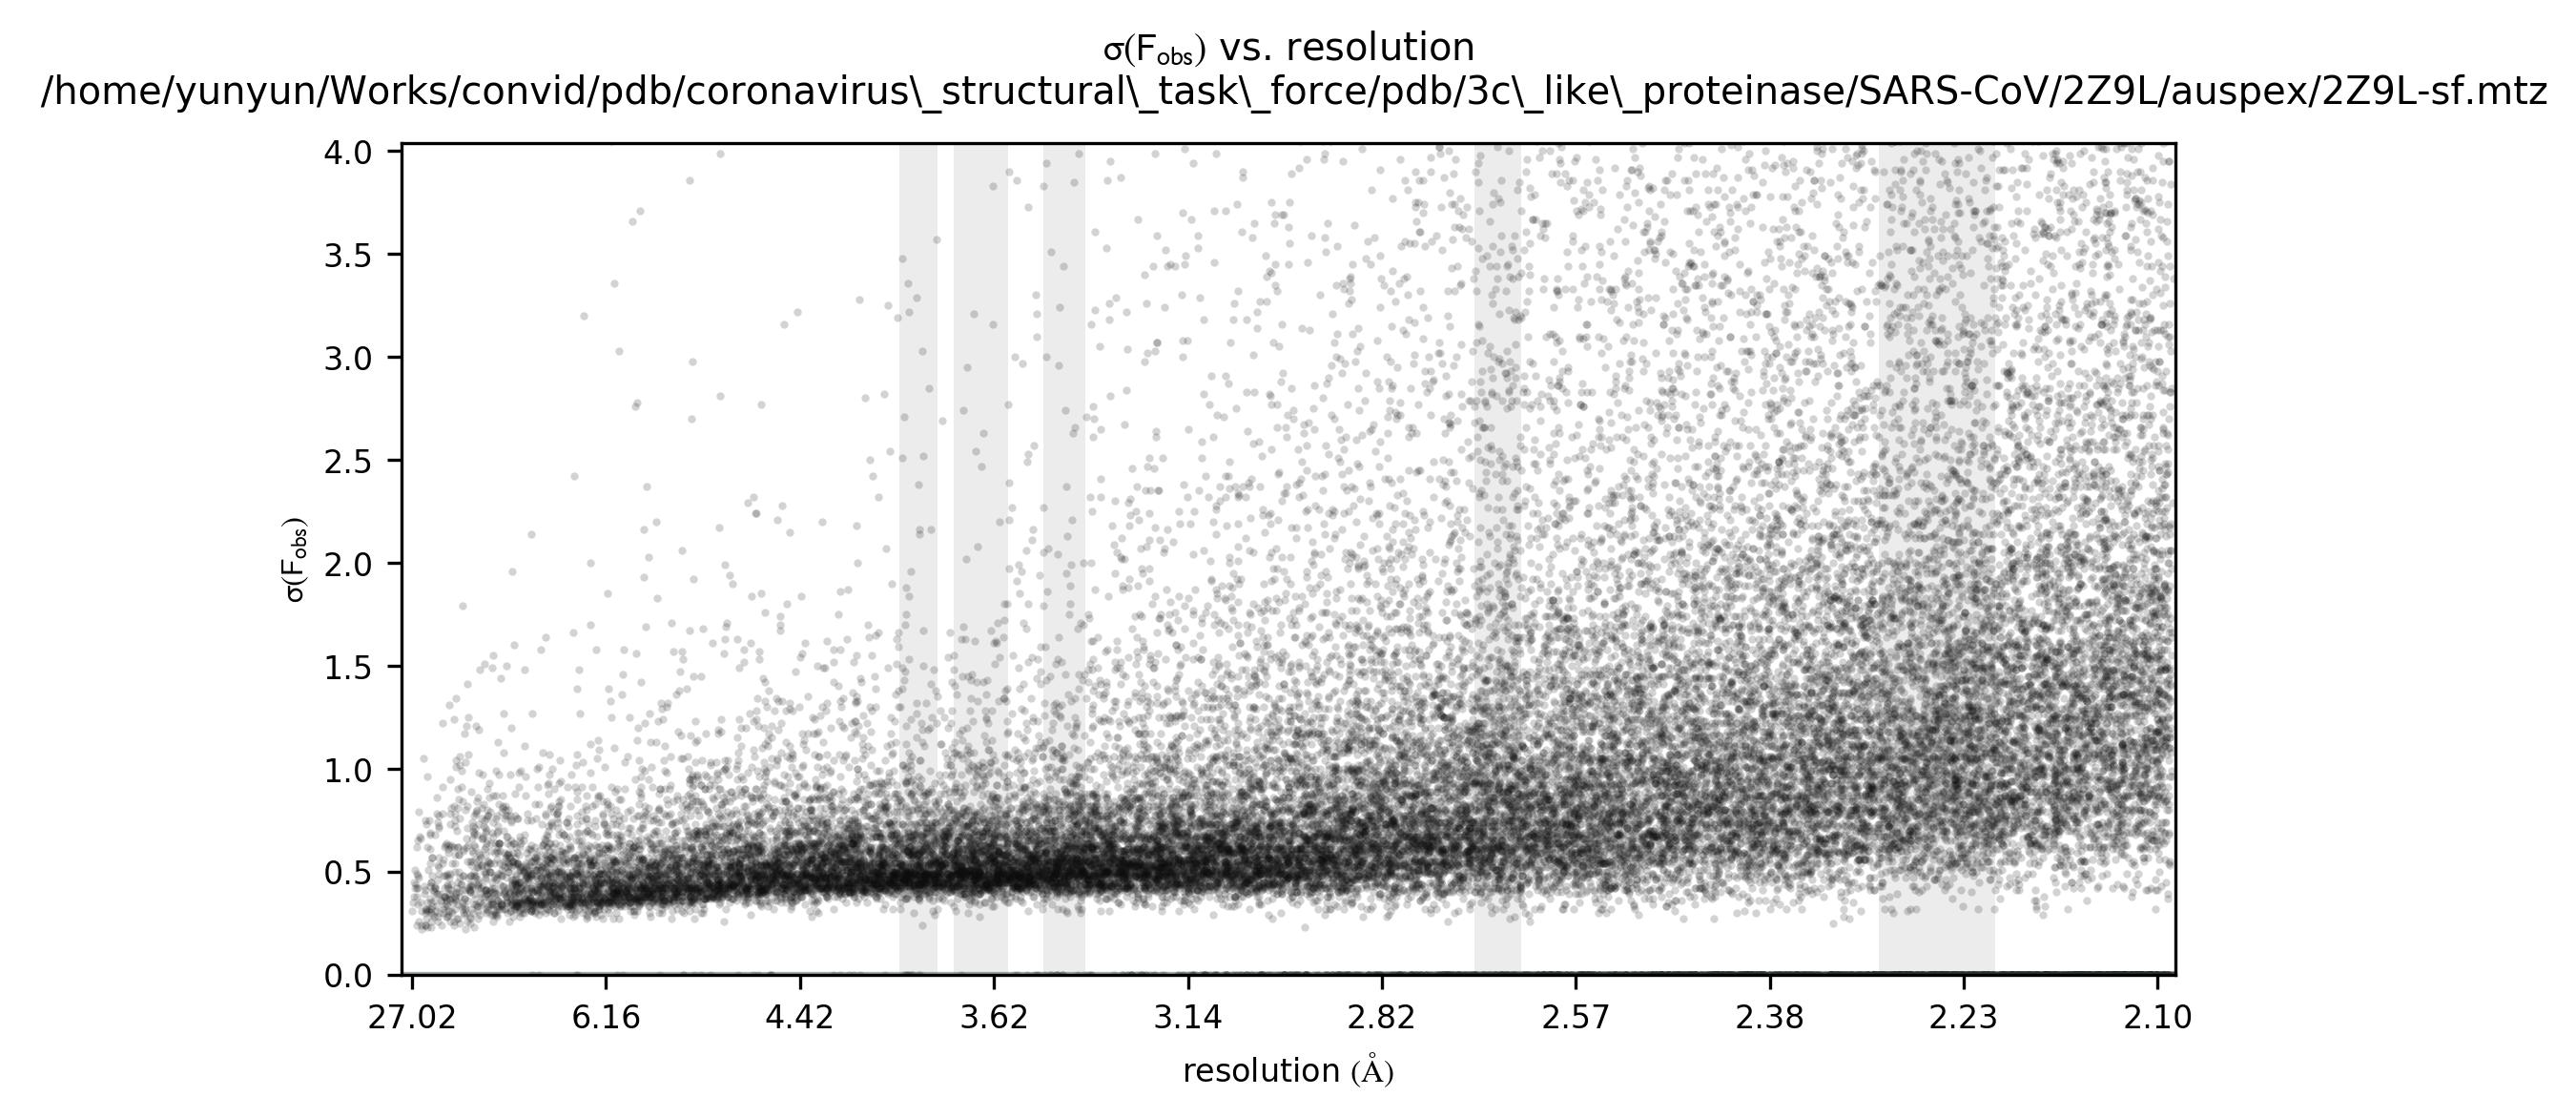 σ(F_obs) vs. resolution
/home/yunyun/Works/convid/pdb/coronavirus\_structural\_task\_force/pdb/3c\_like\_proteinase/SARS-CoV/2Z9L/auspex/2Z9L-sf.mtz
4.0
3.5
3.0
2.5
2.0
1.5
1.0
0.5
0.0
σ(F_obs)
27.02 6.16 4.42 3.62 3.14 2.82 2.57 2.38 2.23 2.10
resolution (Å)